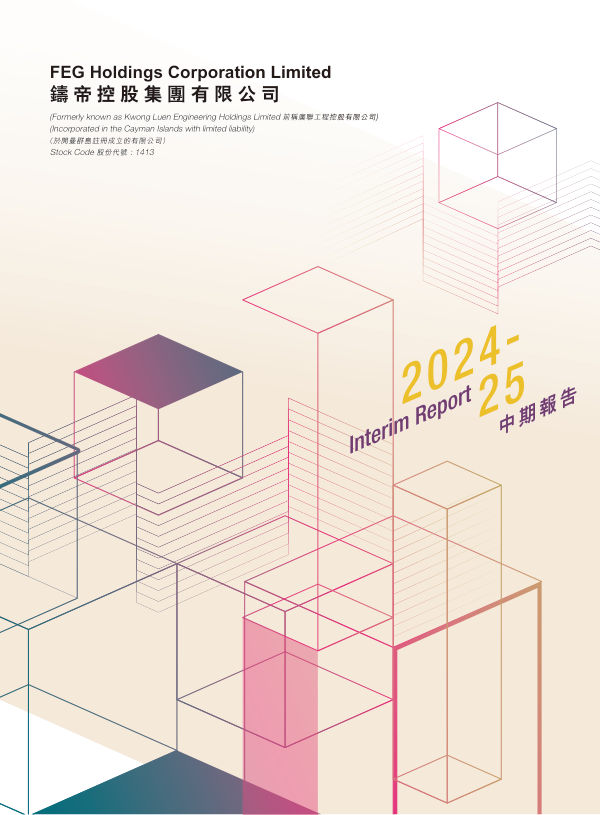 FEG Holdings Corporation Limited
鑄帝控股集團有限公司
(Formerly known as Kwong Luen Engineering Holdings Limited 前稱廣聯工程控股有限公司)
(Incorporated in the Cayman Islands with limited liability)
(於開曼群島註冊成立的有限公司)
Stock Code 股份代號 : 1413
2024-
25
Interim Report
中期報告